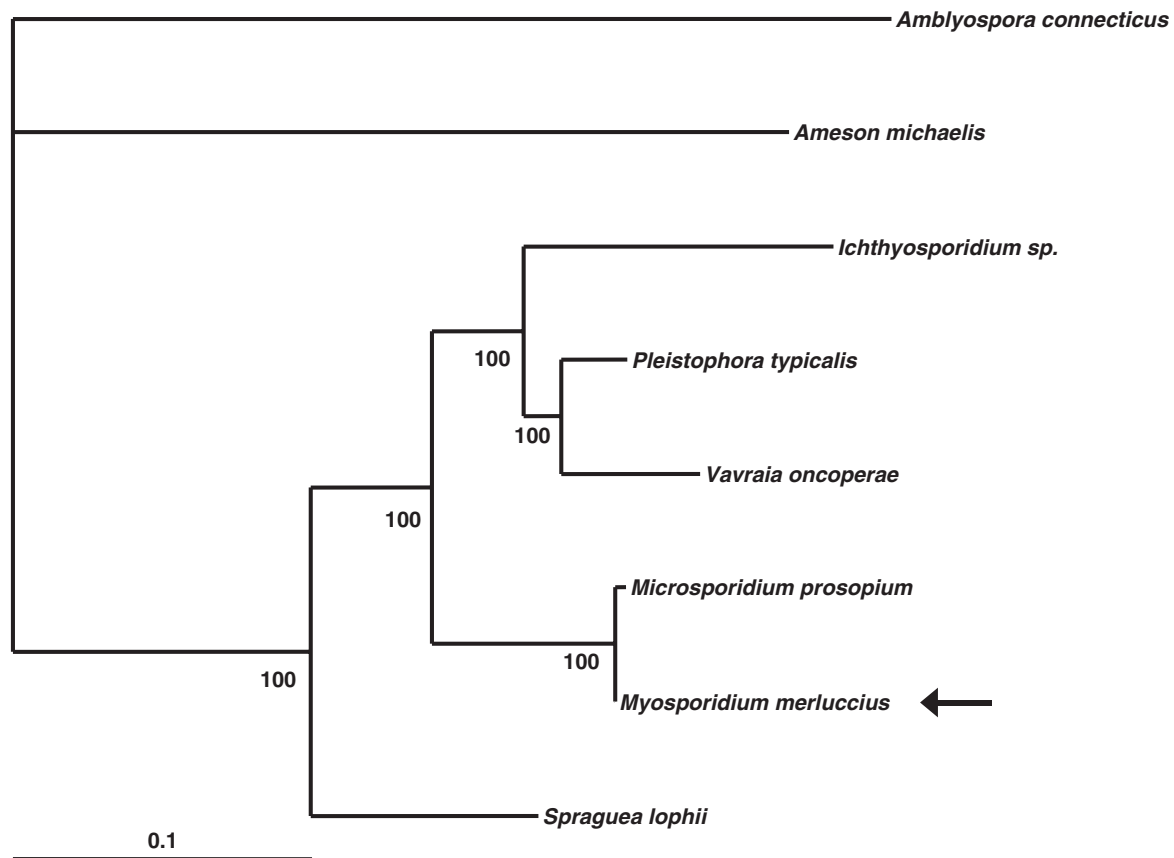 Amblyospora connecticus
Ameson michaelis
Ichthyosporidium sp.
100
Pleistophora typicalis
100
Vavraia oncoperae
100
Microsporidium prosopium
100
Myosporidium merluccius
100
Spraguea lophii
0.1